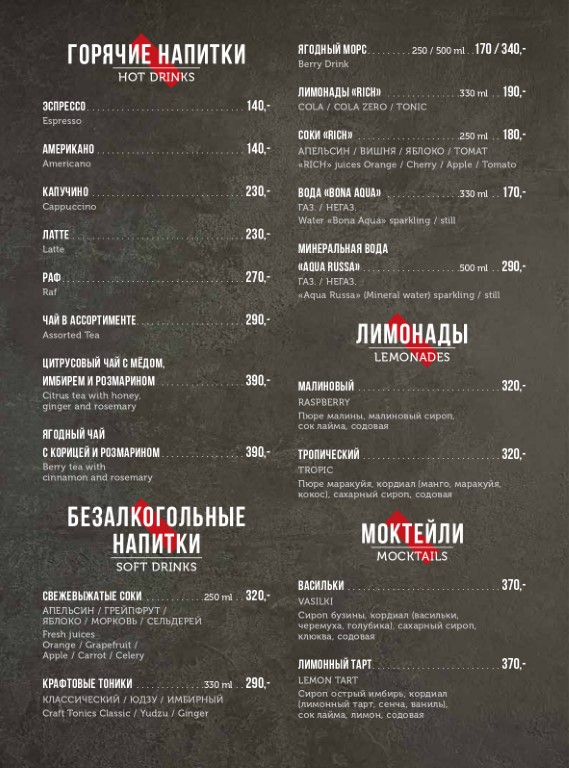 ГОРЯЧИЕ НАПИТКИ
HOT DRINKS
ЭСПРЕССО 140,-
Espresso
АМЕРИКАНО 140,-
Americano
КАПУЧИНО 230,-
Cappuccino
ЛАТТЕ 230,-
Latte
РАФ 270,-
Raf
ЧАЙ В АССОРТИМЕНТЕ 290,-
Assorted Tea
ЦИТРУСОВЫЙ ЧАЙ С МЁДОМ,
ИМБИРЕМ И РОЗМАРИНОМ 390,-
Citrus tea with honey,
ginger and rosemary
ЯГОДНЫЙ ЧАЙ
С КОРИЦЕЙ И РОЗМАРИНОМ 390,-
Berry tea with
cinnamon and rosemary
БЕЗАЛКОГОЛЬНЫЕ
НАПИТКИ
SOFT DRINKS
СВЕЖЕВЫЖАТЫЕ СОКИ 250 ml 320,-
АПЕЛЬСИН / ГРЕЙПФРУТ /
ЯБЛОКО / МОРКОВЬ / СЕЛЬДЕРЕЙ
Fresh juices
Orange / Grapefruit /
Apple / Carrot / Celery
КРАФТОВЫЕ ТОНИКИ 330 ml 290,-
КЛАССИЧЕСКИЙ / ЮДЗУ / ИМБИРНЫЙ
Craft Tonics Classic / Yudzu / Ginger
ЯГОДНЫЙ МОРС 250 / 500 ml 170 / 340,-
Berry Drink
ЛИМОНАДЫ «RICH» 330 ml 190,-
COLA / COLA ZERO / TONIC
СОКИ «RICH» 250 ml 180,-
АПЕЛЬСИН / ВИШНЯ / ЯБЛОКО / ТОМАТ
«RICH» juices Orange / Cherry / Apple / Tomato
ВОДА «BONA AQUA» 330 ml 170,-
ГАЗ. / НЕГАЗ.
Water «Bona Aqua» sparkling / still
МИНЕРАЛЬНАЯ ВОДА
«AQUA RUSSA» 500 ml 290,-
ГАЗ. / НЕГАЗ.
«Aqua Russa» (Mineral water) sparkling / still
ЛИМОНАДЫ
LEMONADES
МАЛИНОВЫЙ 320,-
RASPBERRY
Пюре малины, малиновый сироп,
сок лайма, содовая
ТРОПИЧЕСКИЙ 320,-
TROPIC
Пюре маракуйя, кордиал (манго, маракуйя,
кокос), сахарный сироп, содовая
МОКТЕЙЛИ
MOCKTAILS
ВАСИЛЬКИ 370,-
VASILKI
Сироп бузины, кордиал (васильки,
черемуха, голубика), сахарный сироп,
клюква, содовая
ЛИМОННЫЙ ТАРТ 370,-
LEMON TART
Сироп острый имбирь, кордиал
(лимонный тарт, сенча, ваниль),
сок лайма, лимон, содовая